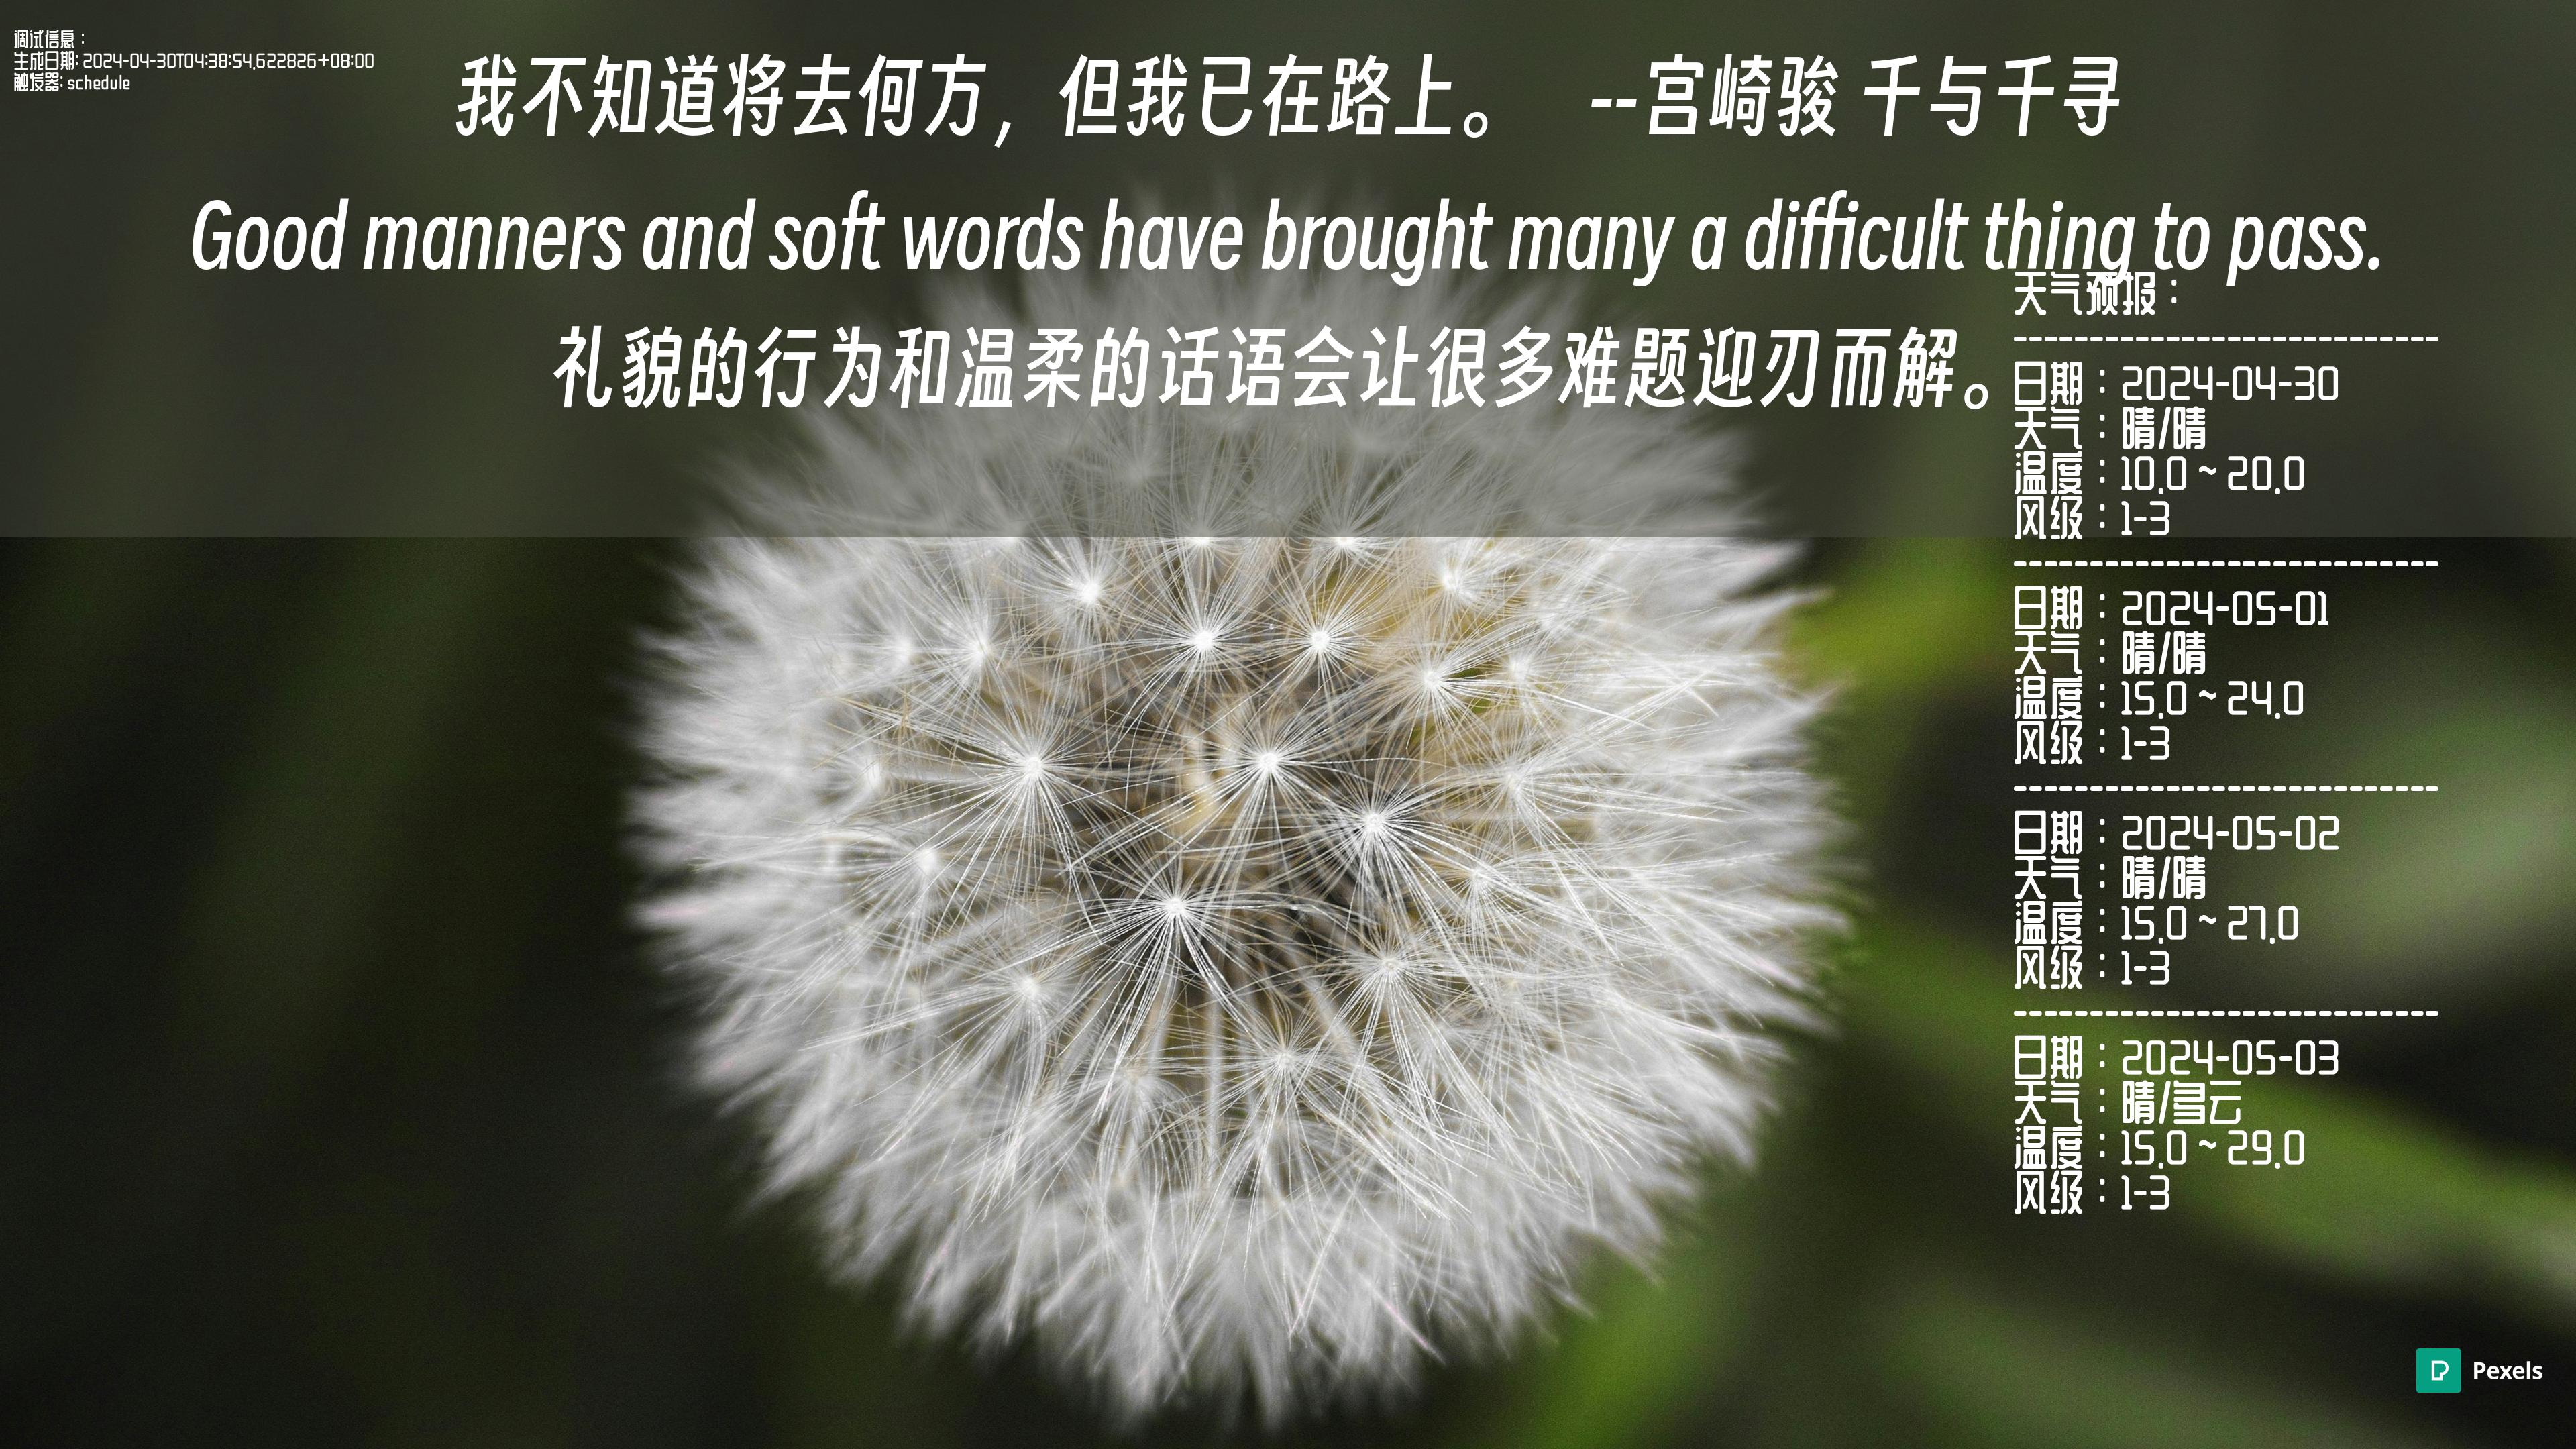 调试信息：
生成日期: 2024-04-30T04:38:54.622826+08:00
触发器: schedule
我不知道将去何方，但我已在路上。 --宫崎骏 千与千寻
Good manners and soft words have brought many a difficult thing to pass.
礼貌的行为和温柔的话语会让很多难题迎刃而解。
天气预报：
----------------------------
日期：2024-04-30
天气：晴/晴
温度：10.0 ~ 20.0
风级：1-3
----------------------------
日期：2024-05-01
天气：晴/晴
温度：15.0 ~ 24.0
风级：1-3
----------------------------
日期：2024-05-02
天气：晴/晴
温度：15.0 ~ 27.0
风级：1-3
----------------------------
日期：2024-05-03
天气：晴/多云
温度：15.0 ~ 29.0
风级：1-3
Pexels